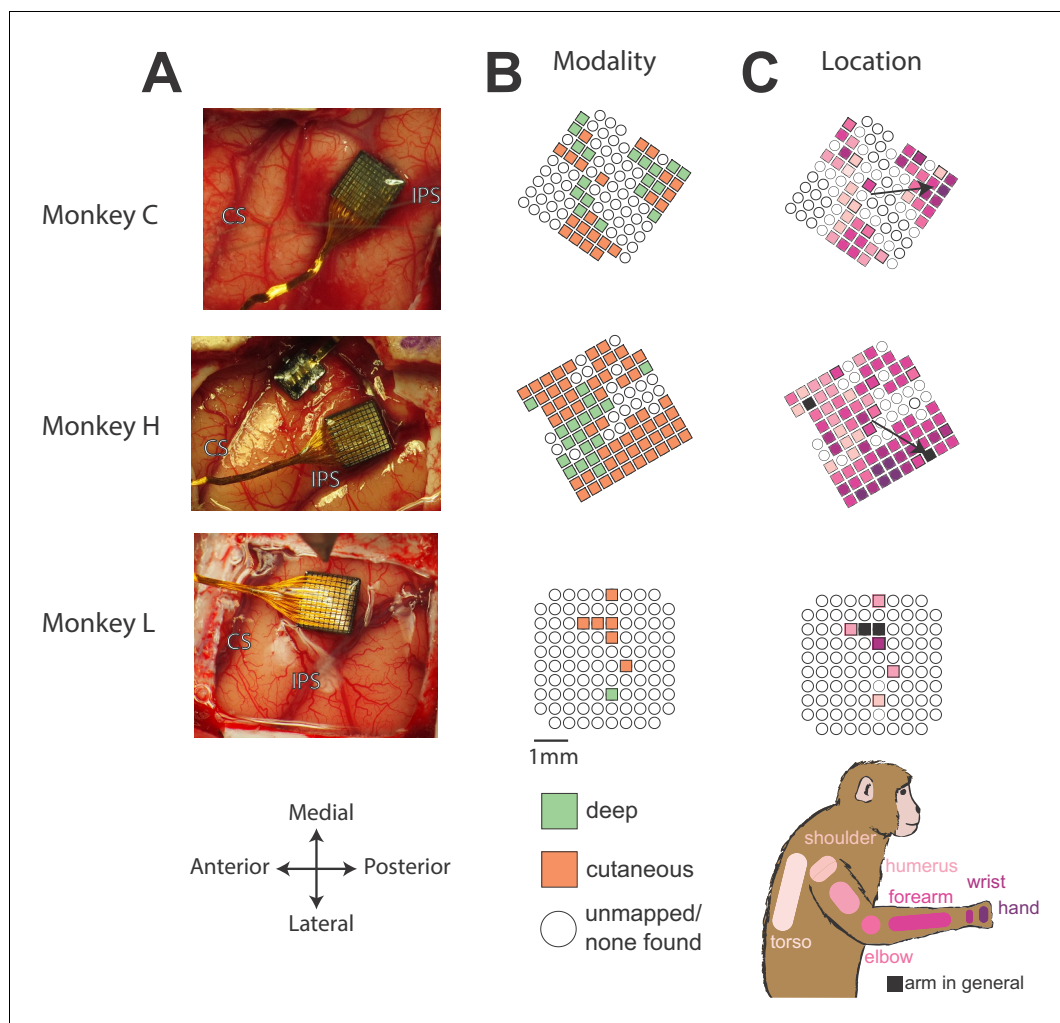 A
B
Modality
C
Location
Monkey C
CS
IPS
Monkey H
CS
IPS
Monkey L
CS
IPS
1mm
Medial
Anterior
Posterior
Lateral
deep
cutaneous
unmapped/
none found
shoulder
humerus
wrist
forearm
hand
torso
elbow
arm in general